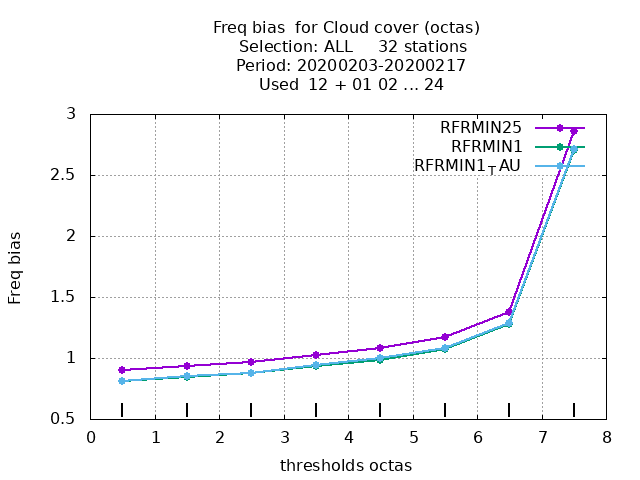 Freq bias  for Cloud cover (octas)
Selection: ALL     32 stations
Period: 20200203-20200217
Used  12 + 01 02 ... 24
RFRMIN25
RFRMIN1
RFRMIN1TAU
3
2.5
2
1.5
1
0.5
Freq bias
0 1 2 3 4 5 6 7 8
thresholds octas